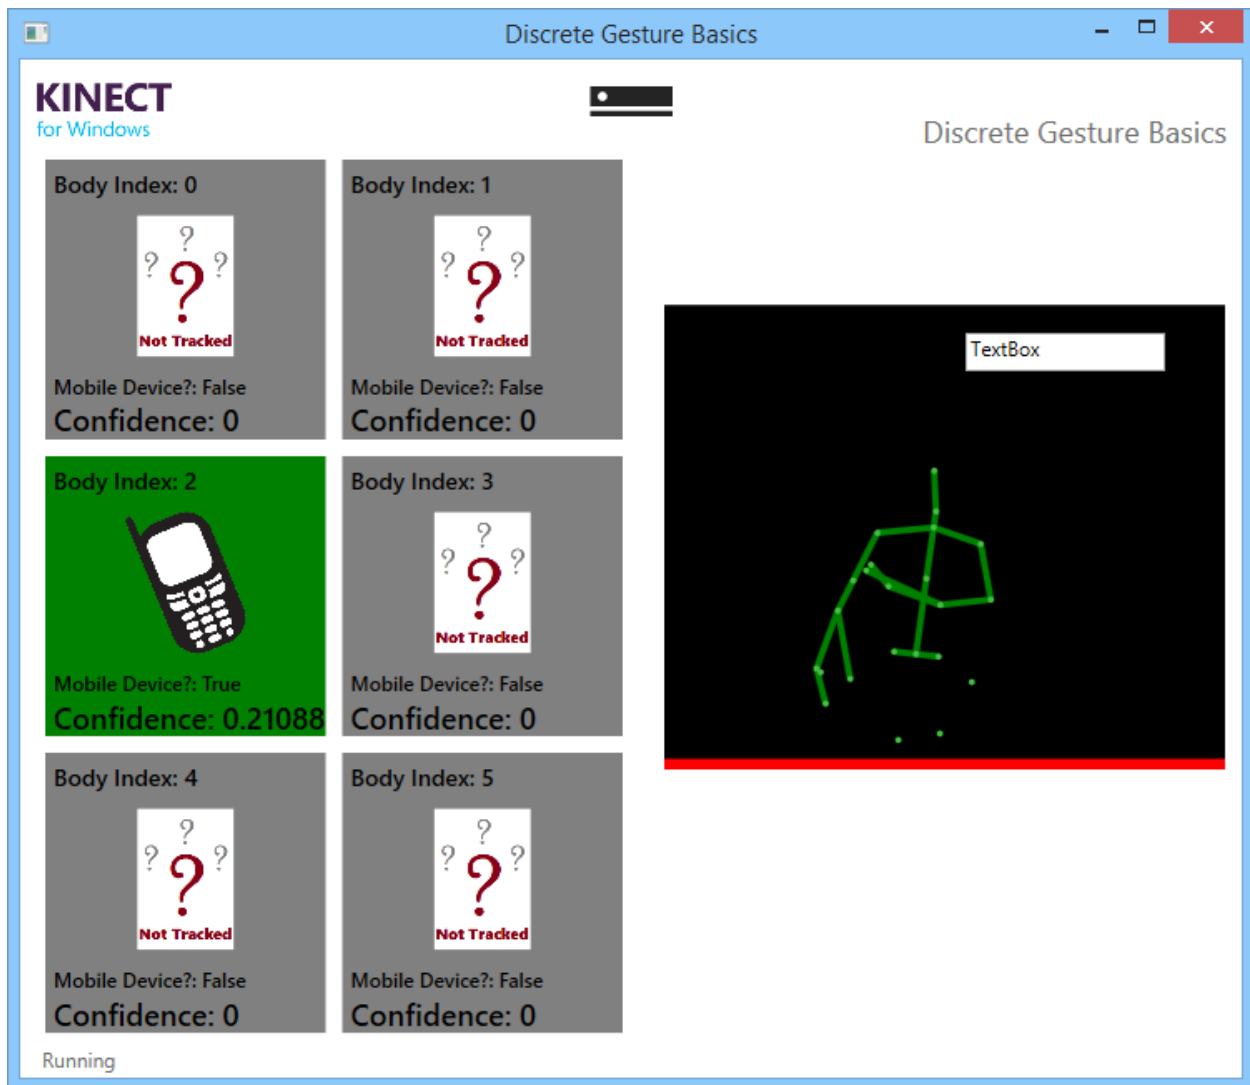 Discrete Gesture Basics
KINECT
for Windows
Discrete Gesture Basics
Body Index: 0
? ? ? ?
Not Tracked
Mobile Device?: False
Confidence: 0
Body Index: 1
? ? ? ?
Not Tracked
Mobile Device?: False
Confidence: 0
Body Index: 2
Mobile Device?: True
Confidence: 0.21088
Body Index: 3
? ? ? ?
Not Tracked
Mobile Device?: False
Confidence: 0
Body Index: 4
? ? ? ?
Not Tracked
Mobile Device?: False
Confidence: 0
Body Index: 5
? ? ? ?
Not Tracked
Mobile Device?: False
Confidence: 0
TextBox
Running